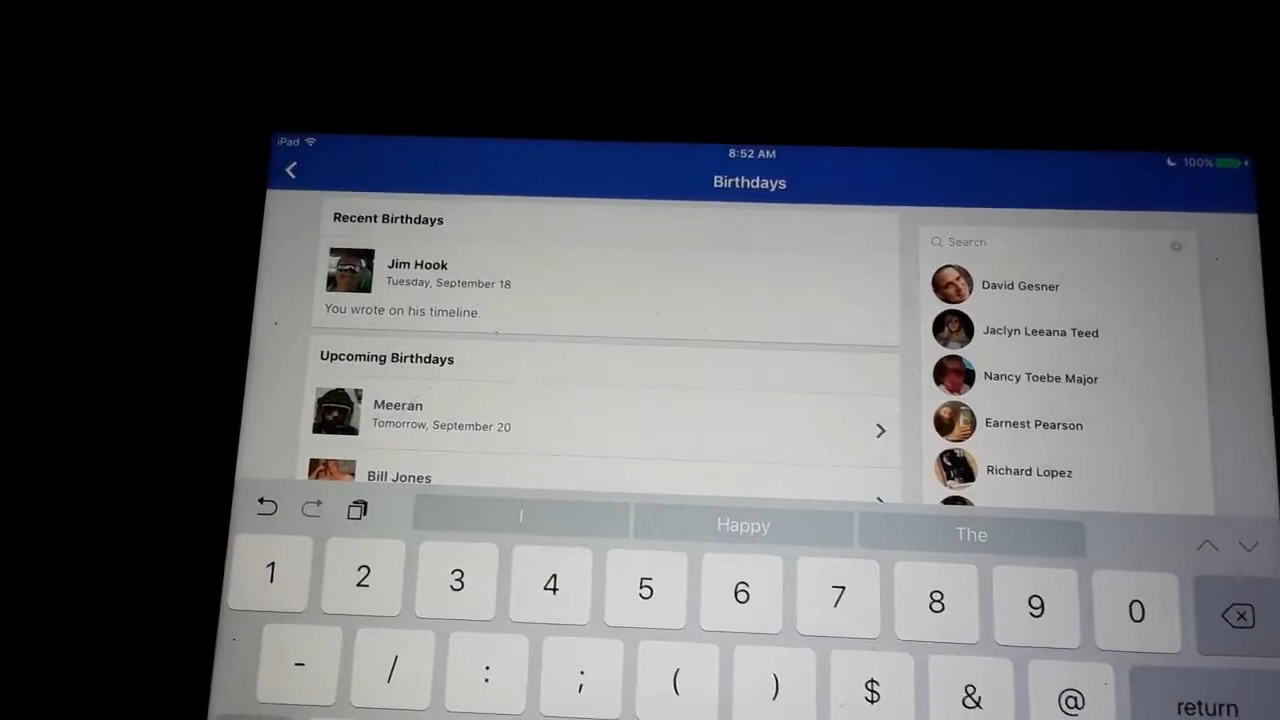 iPad
8:52 AM
100%
Birthdays
Recent Birthdays
Jim Hook
Tuesday, September 18
You wrote on his timeline.
Upcoming Birthdays
Meeran
Tomorrow, September 20
Bill Jones
Search
David Gesner
Jaclyn Leeana Teed
Nancy Toebe Major
Earnest Pearson
Richard Lopez
I Happy The
1 2 3 4 5 6 7 8 9 0
- / : ; ( ) $ & @ return